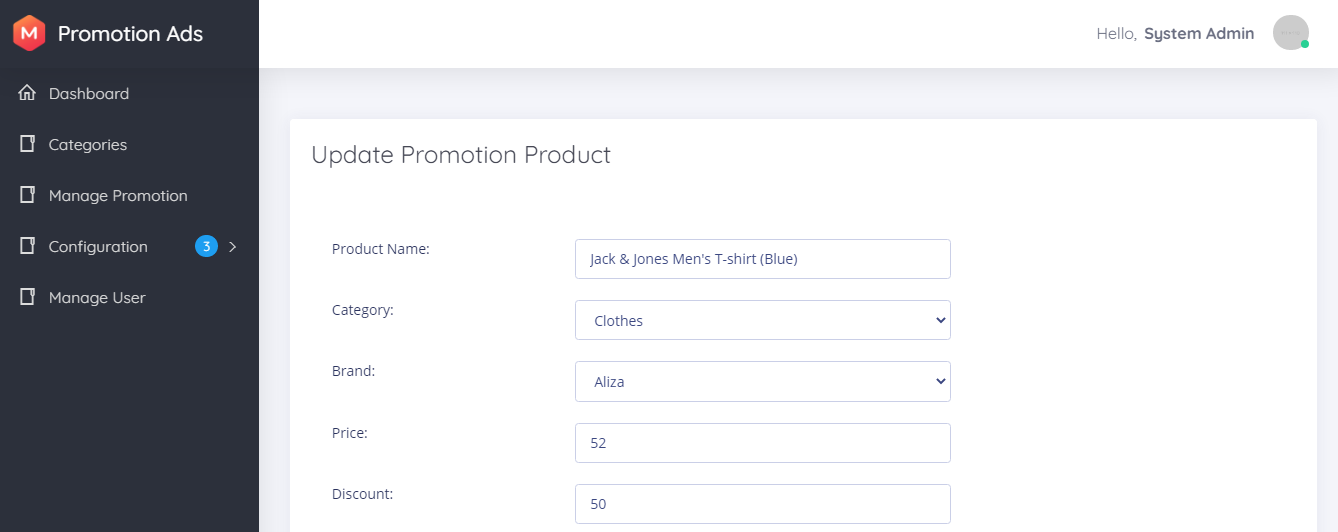 M Promotion Ads
Hello, System Admin
Dashboard
Categories
Manage Promotion
Configuration 3
Manage User
Update Promotion Product
Product Name: Jack & Jones Men's T-shirt (Blue)
Category: Clothes
Brand: Aliza
Price: 52
Discount: 50